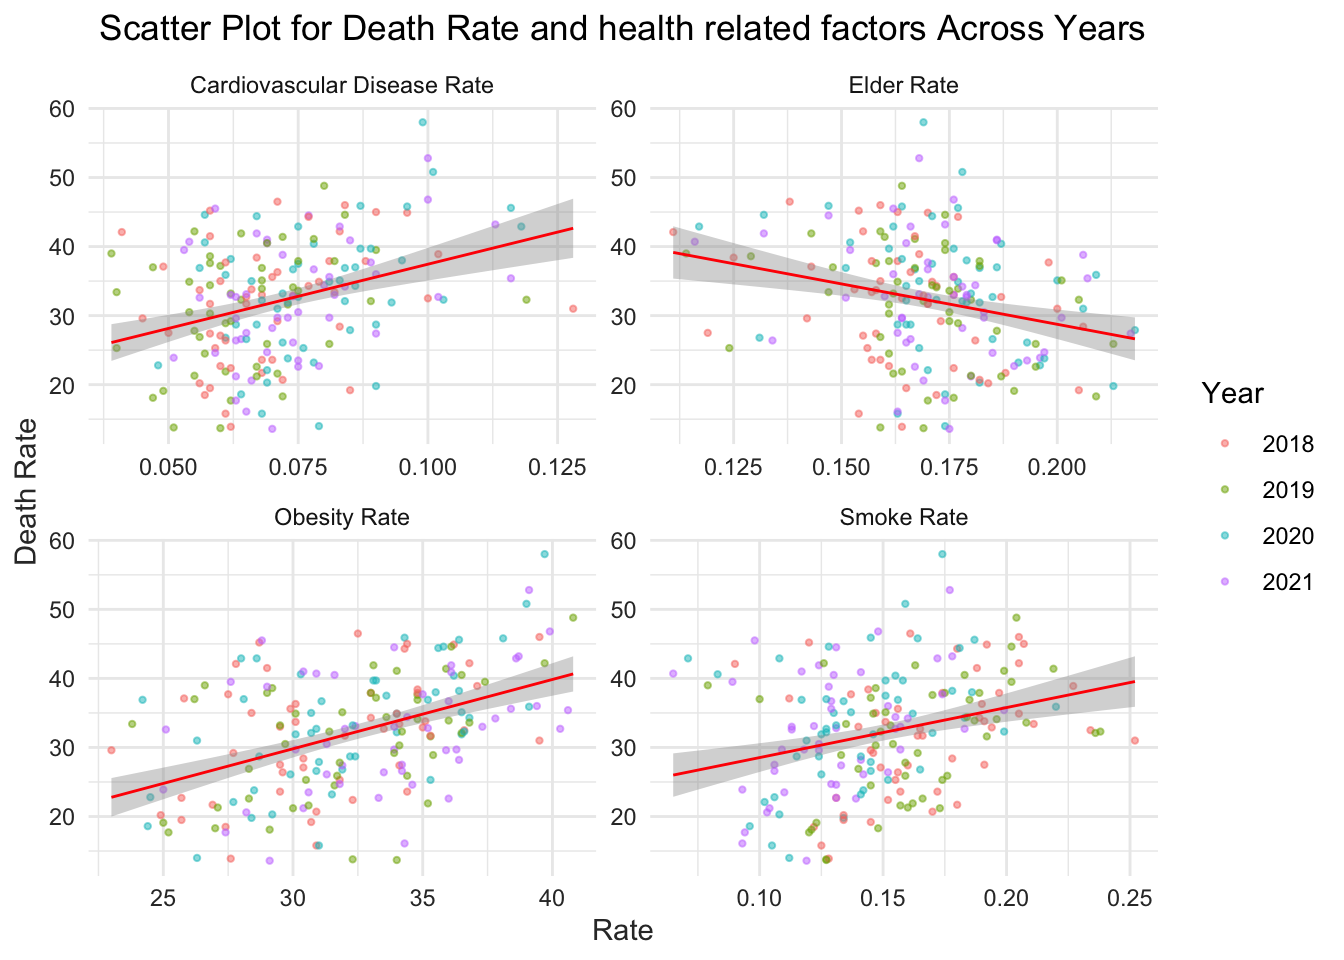 Scatter Plot for Death Rate and health related factors Across Years
Cardiovascular Disease Rate
Elder Rate
60
50
40
30
20
60
50
40
30
20
0.050 0.075 0.100 0.125
0.125 0.150 0.175 0.200
Obesity Rate
Smoke Rate
60
50
40
30
20
60
50
40
30
20
25 30 35 40
0.10 0.15 0.20 0.25
Death Rate
Rate
Year
2018
2019
2020
2021